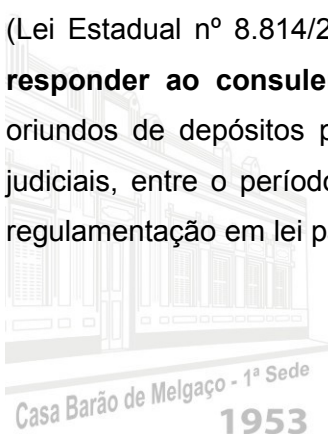 (Lei Estadual nº 8.814/2
responder ao consule
oriundos de depósitos p
judiciais, entre o períod
regulamentação em lei p
Casa Barão de Melgaço - 1ª Sede
1953